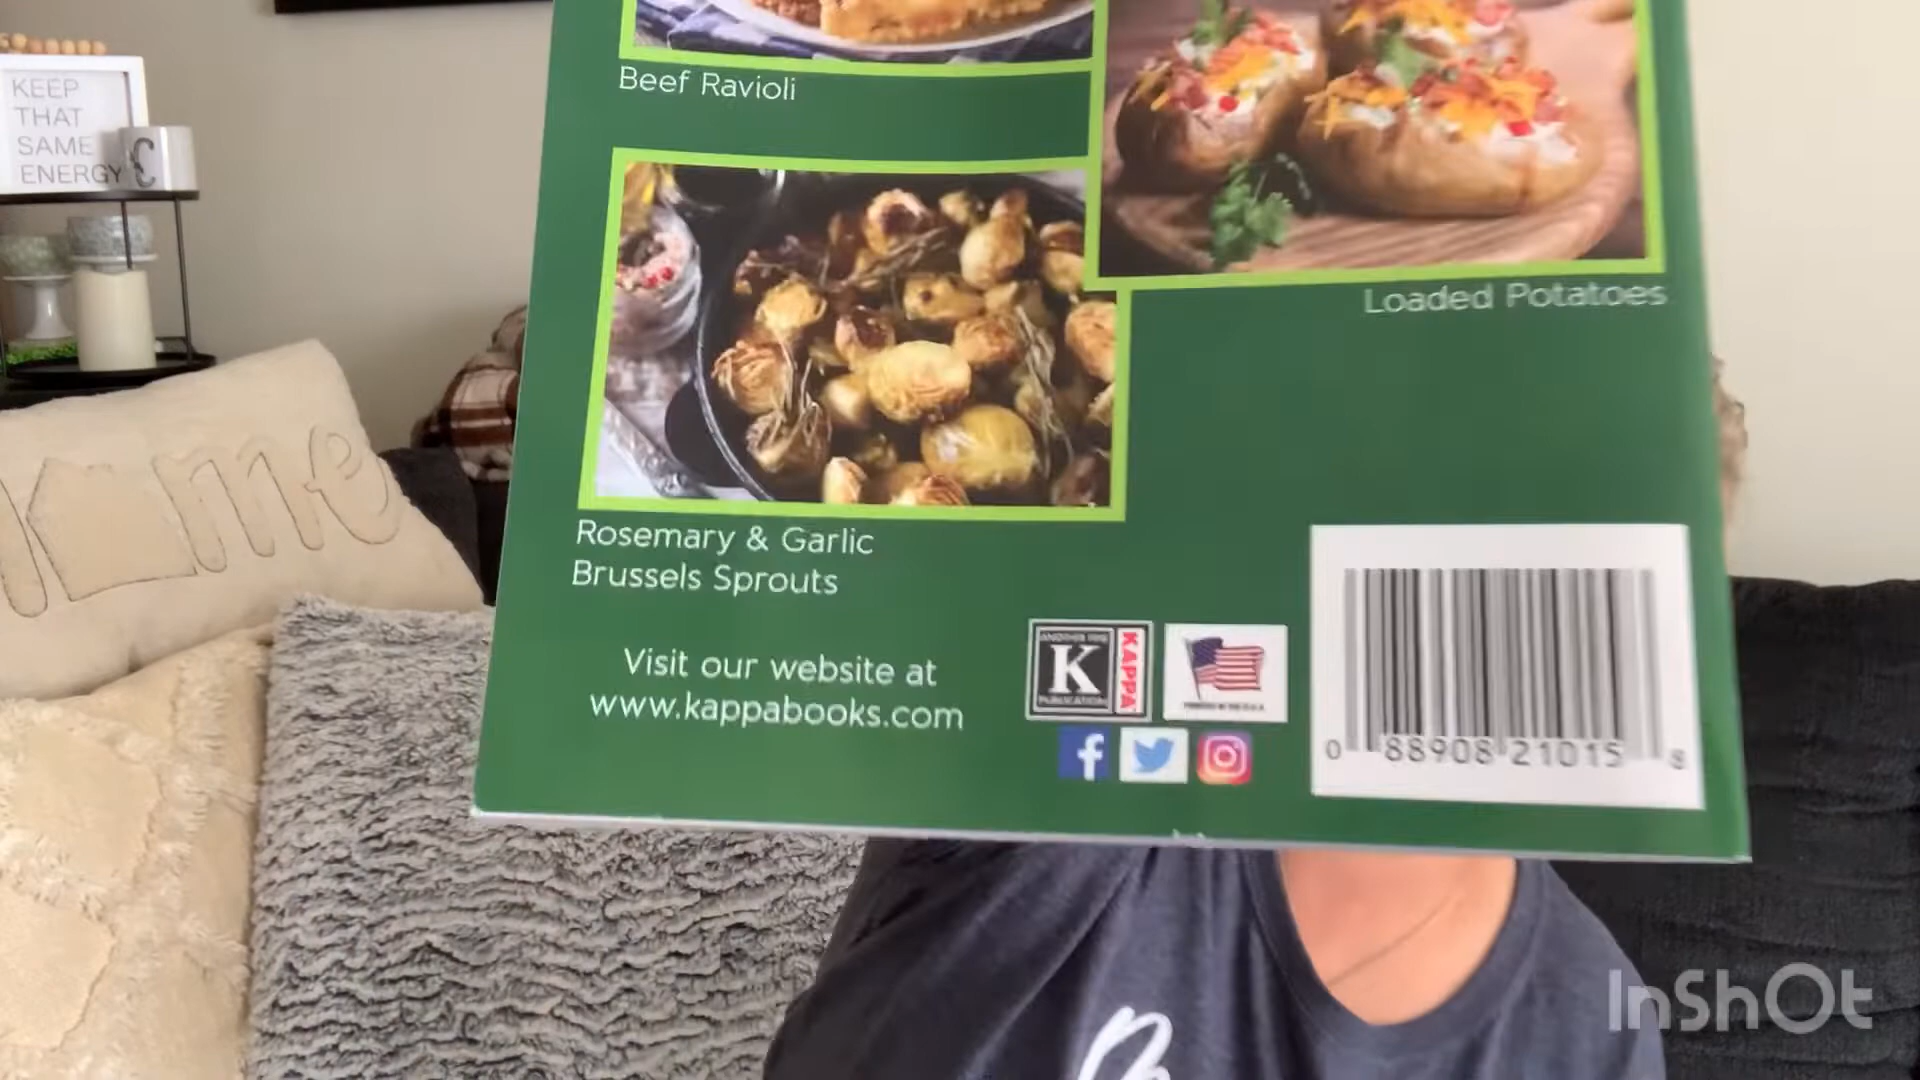 KEEP
THAT
SAME
ENERGY
Beef Ravioli
Loaded Potatoes
Rosemary & Garlic
Brussels Sprouts
Visit our website at
www.kappabooks.com
K
KAPPA
0 88908 21015 8
me
InShOt